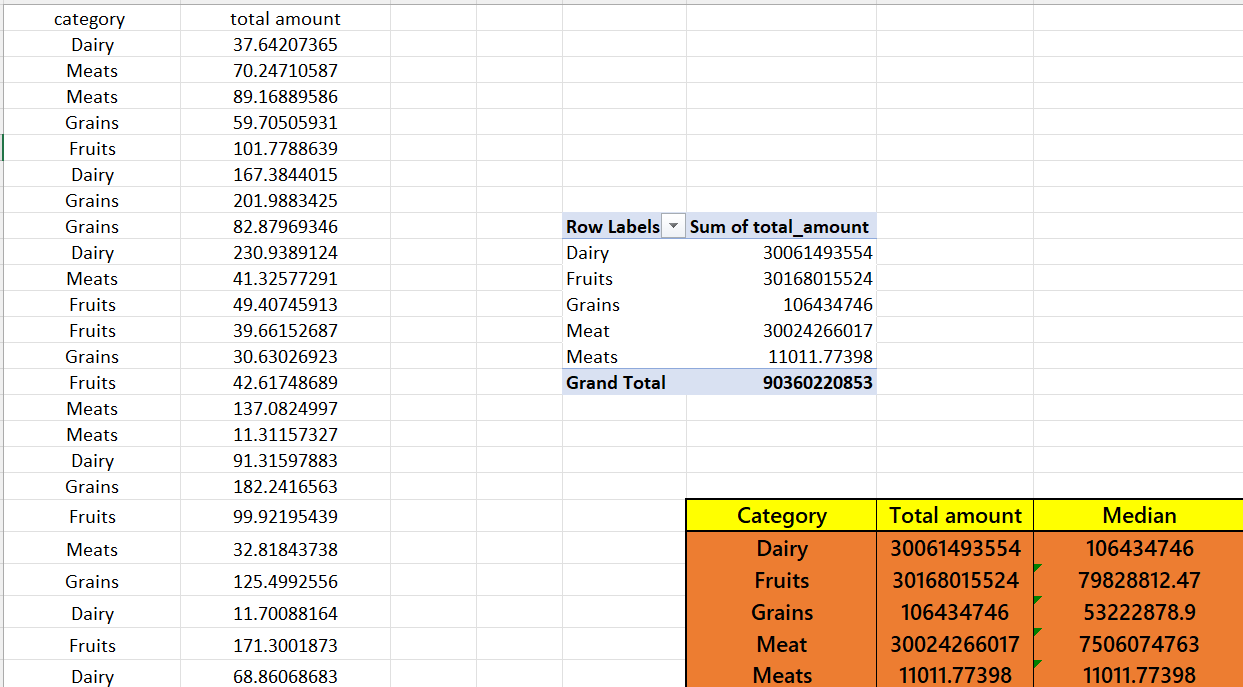 category total amount
Dairy 37.64207365
Meats 70.24710587
Meats 89.16889586
Grains 59.70505931
Fruits 101.7788639
Dairy 167.3844015
Grains 201.9883425
Grains 82.87969346 Row Labels Sum of total_amount
Dairy 230.9389124 Dairy 30061493554
Meats 41.32577291 Fruits 30168015524
Fruits 49.40745913 Grains 106434746
Fruits 39.66152687 Meat 30024266017
Grains 30.63026923 Meats 11011.77398
Fruits 42.61748689 Grand Total 90360220853
Meats 137.0824997
Meats 11.31157327
Dairy 91.31597883
Grains 182.2416563
Fruits 99.92195439 Category Total amount Median
Meats 32.81843738 Dairy 30061493554 106434746
Grains 125.4992556 Fruits 30168015524 79828812.47
Dairy 11.70088164 Grains 106434746 53222878.9
Fruits 171.3001873 Meat 30024266017 7506074763
Dairy 68.86068683 Meats 11011.77398 11011.77398